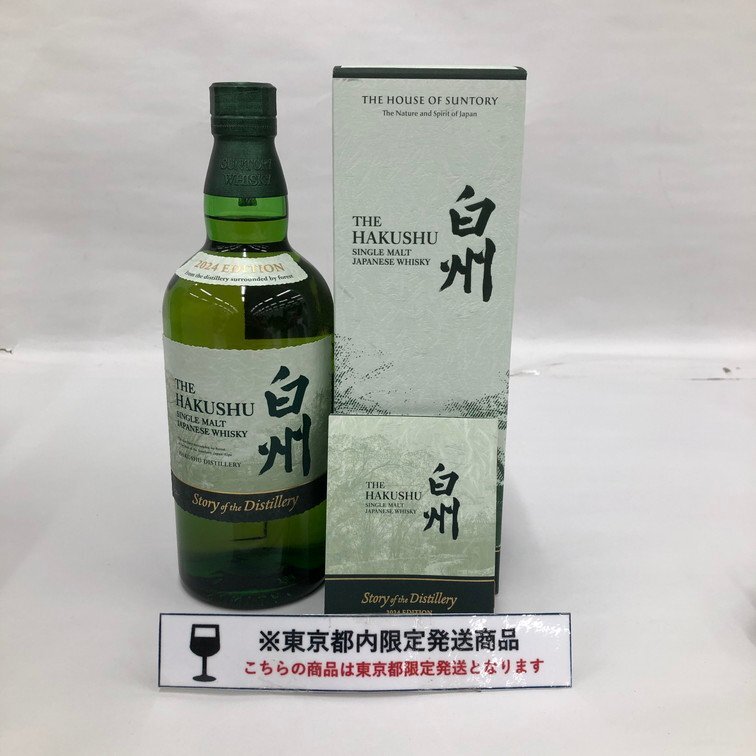 SUNTORY
WHISKY
2024 EDITION
From the distillery surrounded by forest
THE
HAKUSHU
SINGLE MALT
JAPANESE WHISKY
白州
HAKUSHU DISTILLERY
Story of the Distillery
THE HOUSE OF SUNTORY
The Nature and Spirit of Japan
THE
HAKUSHU
SINGLE MALT
JAPANESE WHISKY
白州
THE
HAKUSHU
SINGLE MALT
JAPANESE WHISKY
白州
Story of the Distillery
2024 EDITION
※東京都内限定発送商品
こちらの商品は東京都限定発送となります